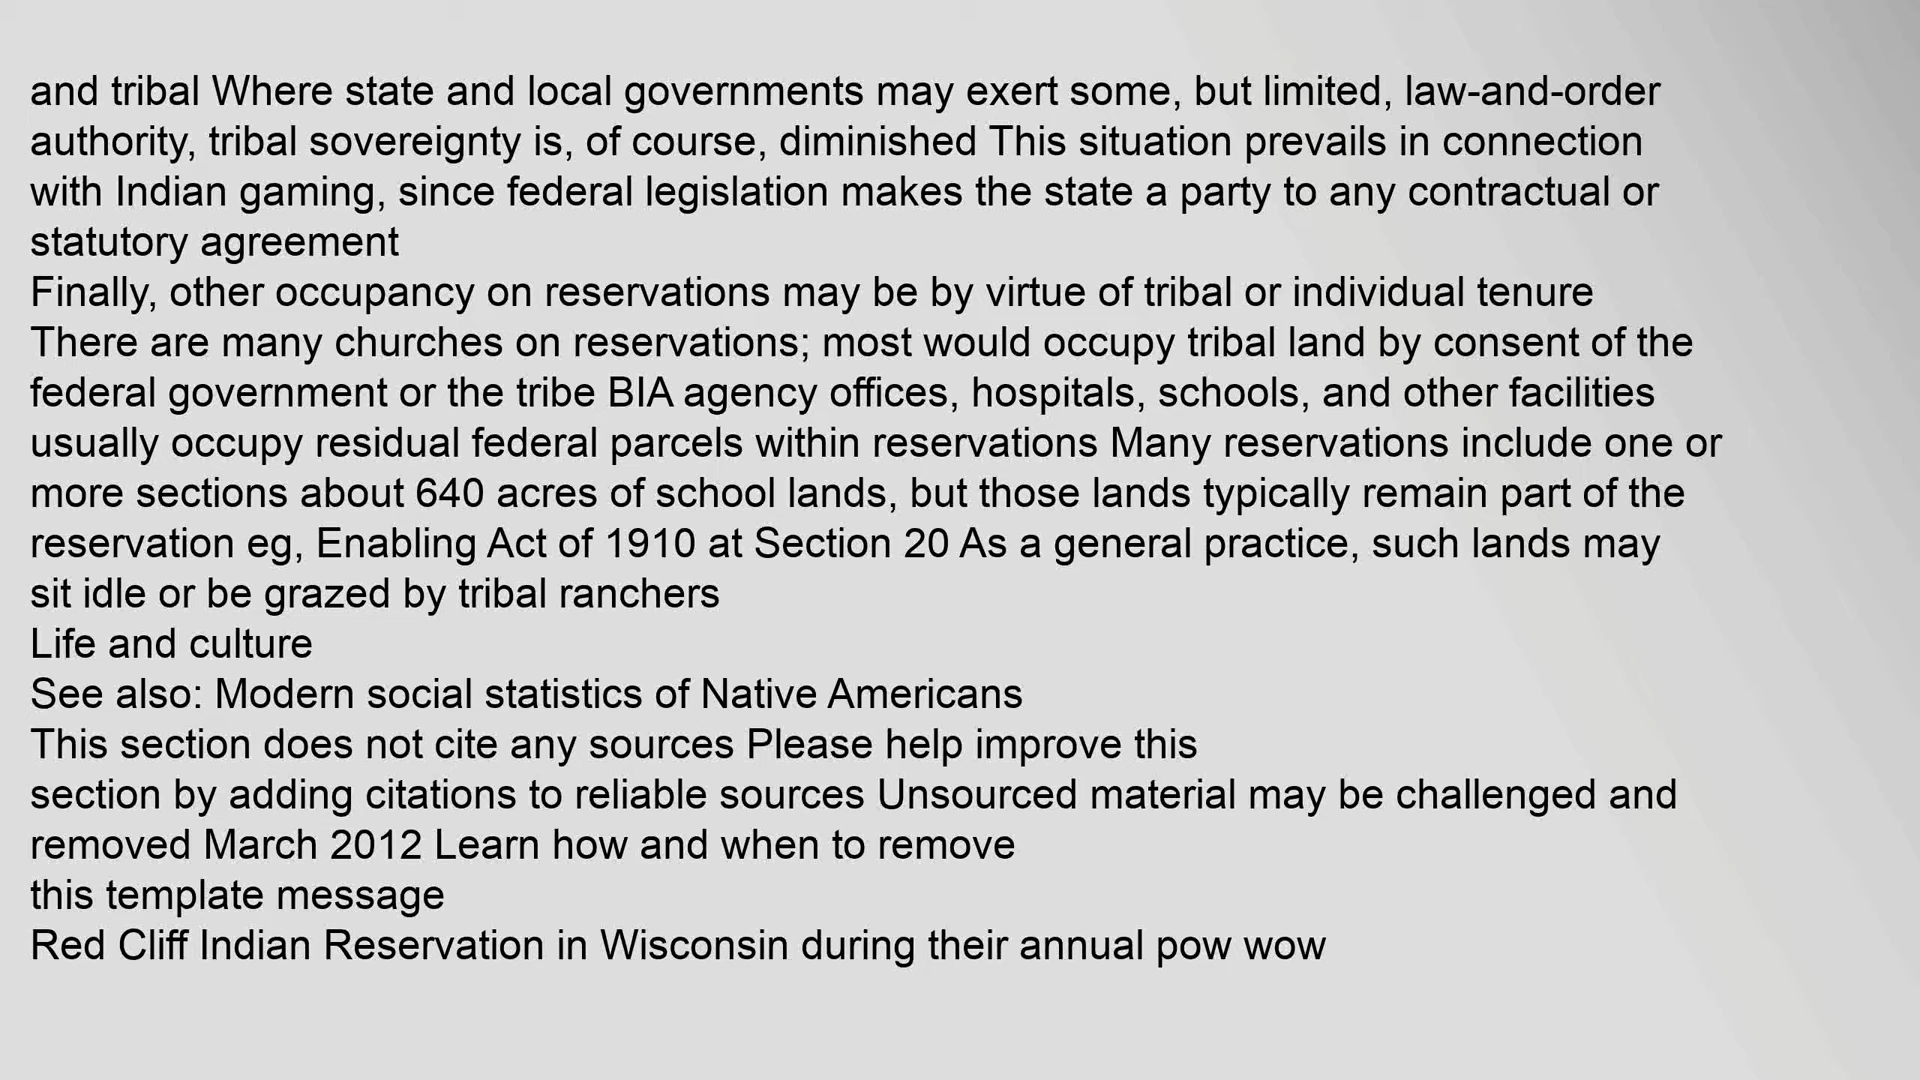 and tribal Where state and local governments may exert some, but limited, law-and-order
authority, tribal sovereignty is, of course, diminished This situation prevails in connection
with Indian gaming, since federal legislation makes the state a party to any contractual or
statutory agreement
Finally, other occupancy on reservations may be by virtue of tribal or individual tenure
There are many churches on reservations; most would occupy tribal land by consent of the
federal government or the tribe BIA agency offices, hospitals, schools, and other facilities
usually occupy residual federal parcels within reservations Many reservations include one or
more sections about 640 acres of school lands, but those lands typically remain part of the
reservation eg, Enabling Act of 1910 at Section 20 As a general practice, such lands may
sit idle or be grazed by tribal ranchers
Life and culture
See also: Modern social statistics of Native Americans
This section does not cite any sources Please help improve this
section by adding citations to reliable sources Unsourced material may be challenged and
removed March 2012 Learn how and when to remove
this template message
Red Cliff Indian Reservation in Wisconsin during their annual pow wow